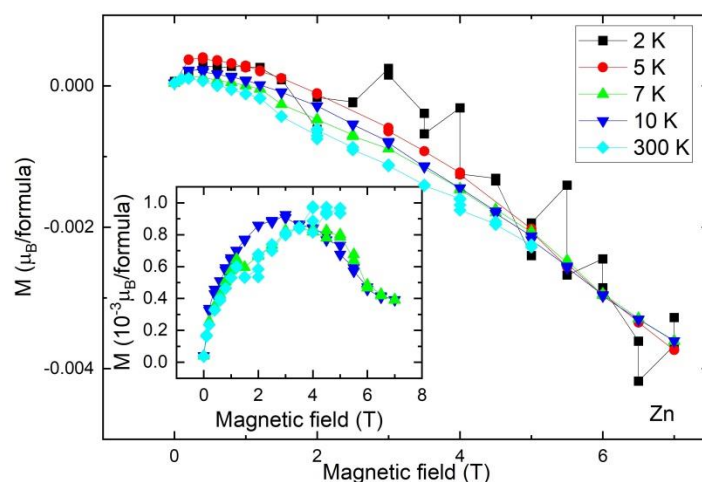 0.000
-0.002
-0.004
M (μB/formula)
0 2 4 6
Magnetic field (T)
2 K
5 K
7 K
10 K
300 K
Zn
1.0
0.8
0.6
0.4
0.2
0.0
M (10-3μB/formula)
0 2 4 6 8
Magnetic field (T)